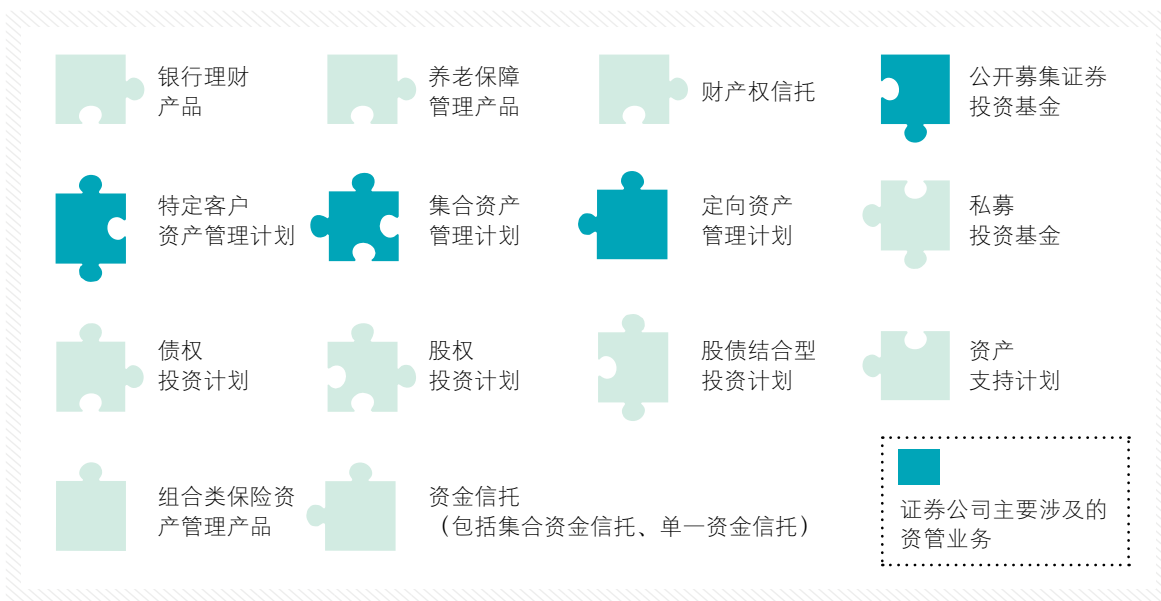 银行理财
产品
养老保障
管理产品
财产权信托
公开募集证券
投资基金
特定客户
资产管理计划
集合资产
管理计划
定向资产
管理计划
私募
投资基金
债权
投资计划
股权
投资计划
股债结合型
投资计划
资产
支持计划
组合类保险资
产管理产品
资金信托
（包括集合资金信托、单一资金信托）
证券公司主要涉及的
资管业务